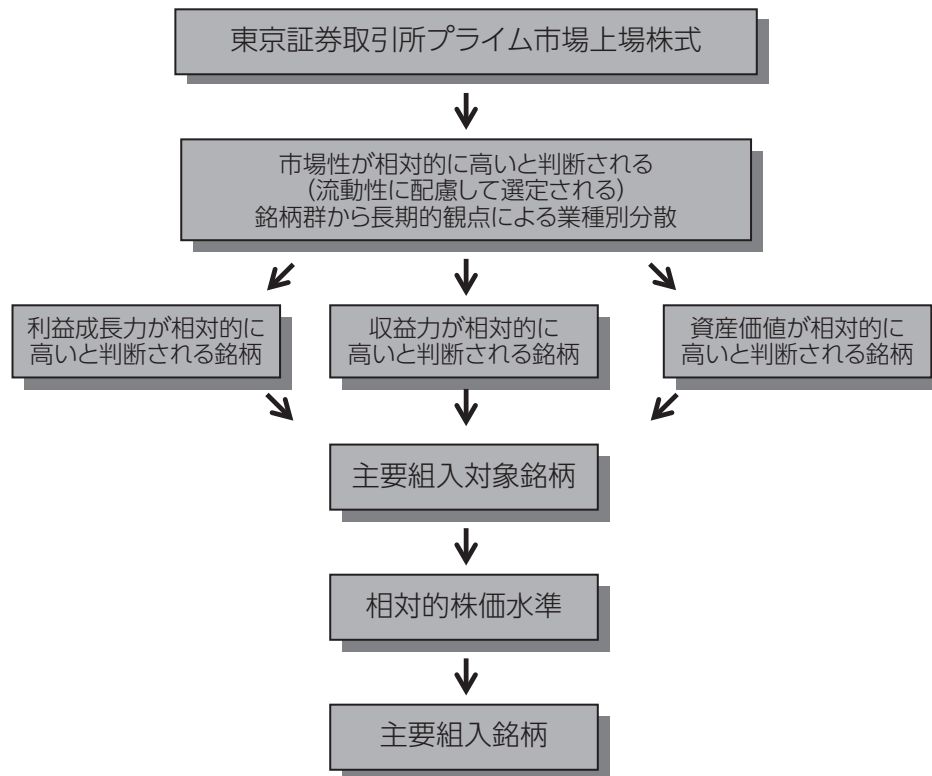 東京証券取引所プライム市場上場株式
市場性が相対的に高いと判断される
(流動性に配慮して選定される)
銘柄群から長期的観点による業種別分散
利益成長力が相対的に
高いと判断される銘柄
収益力が相対的に
高いと判断される銘柄
資産価値が相対的に
高いと判断される銘柄
主要組入対象銘柄
相対的株価水準
主要組入銘柄